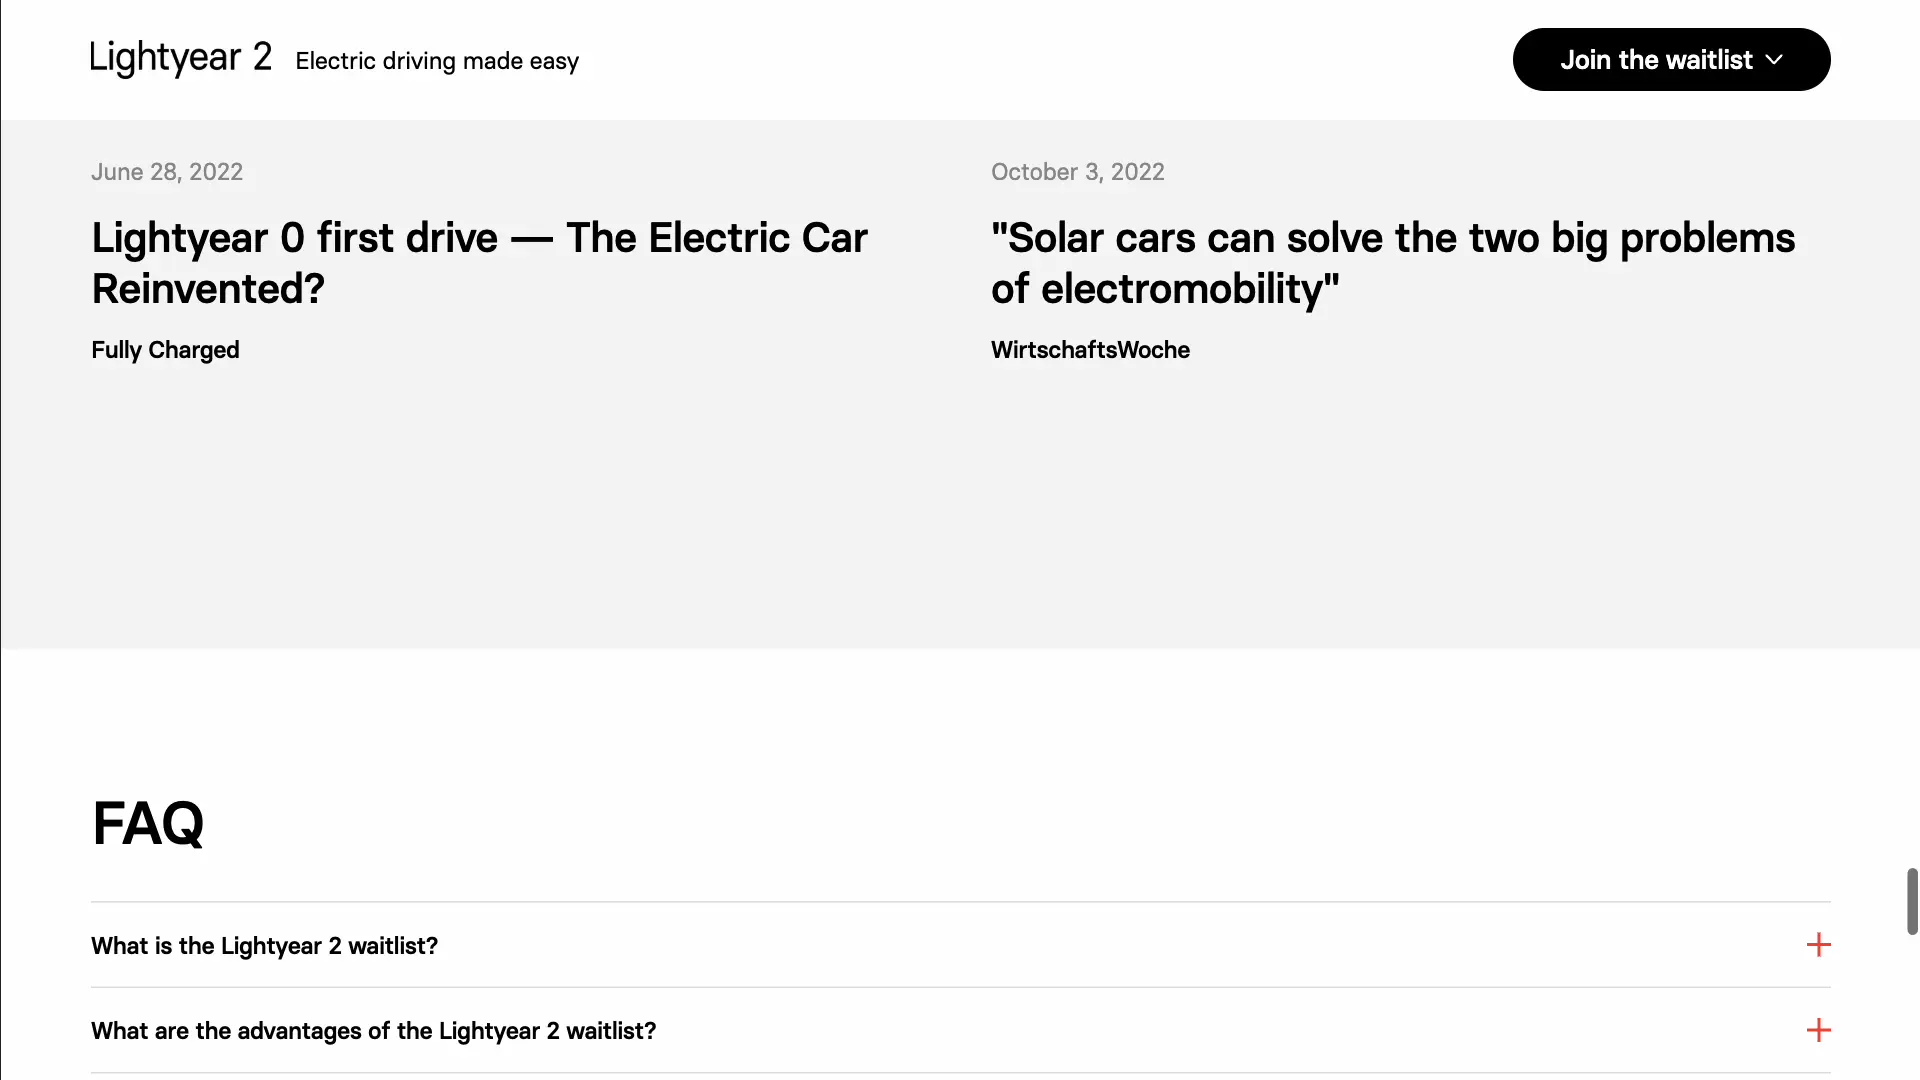 Lightyear 2 Electric driving made easy
Join the waitlist
June 28, 2022
Lightyear 0 first drive — The Electric Car
Reinvented?
Fully Charged
October 3, 2022
"Solar cars can solve the two big problems
of electromobility"
WirtschaftsWoche
FAQ
What is the Lightyear 2 waitlist?
What are the advantages of the Lightyear 2 waitlist?